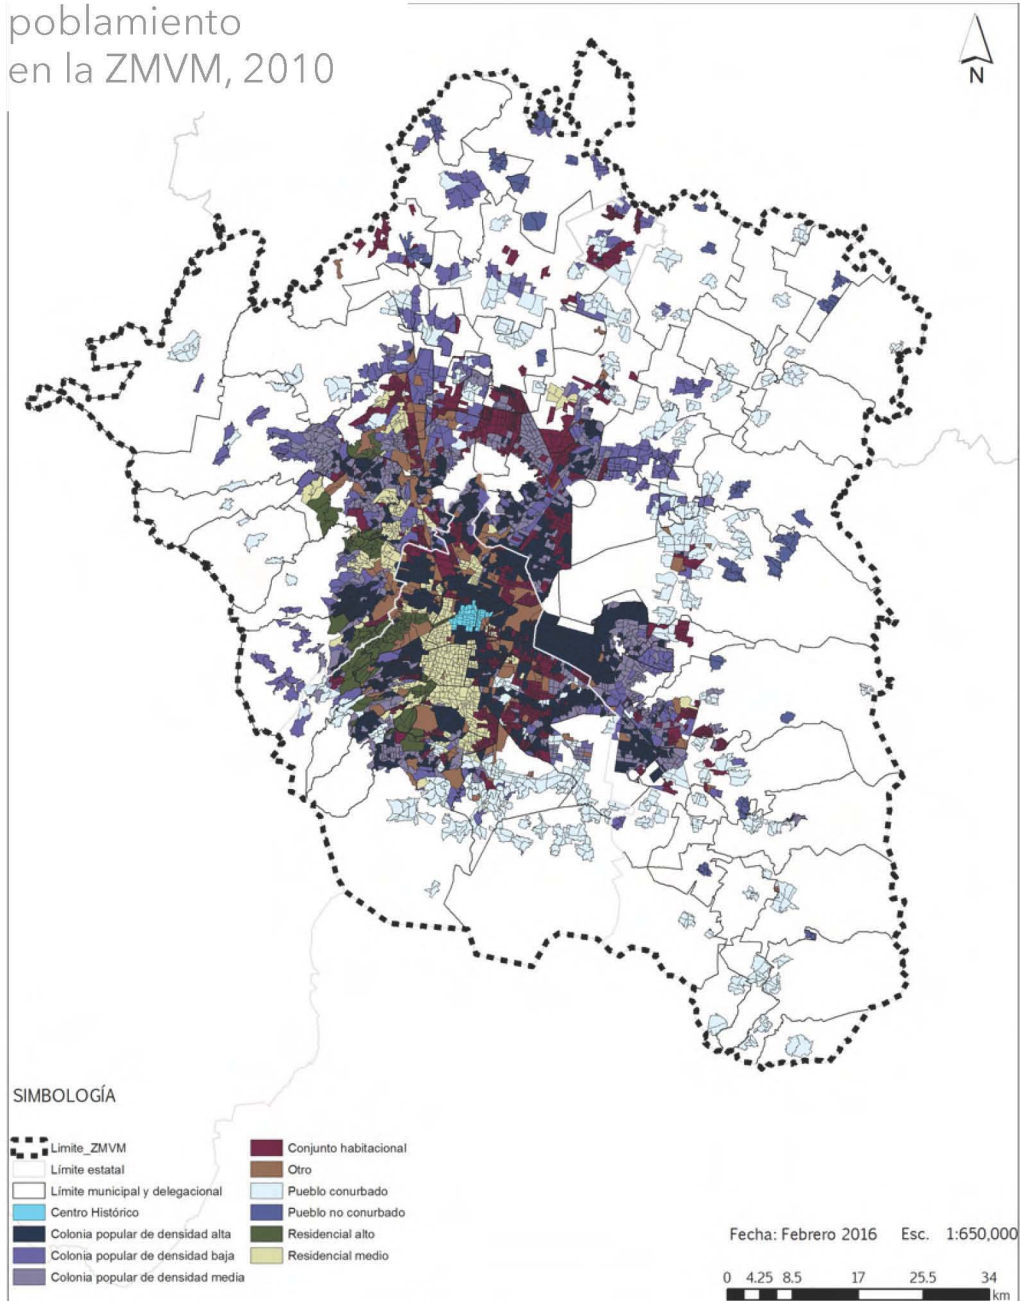 poblamiento
en la ZMVM, 2010
N
SIMBOLOGÍA
Limite_ZMVM
Límite estatal
Límite municipal y delegacional
Centro Histórico
Colonia popular de densidad alta
Colonia popular de densidad baja
Colonia popular de densidad media
Conjunto habitacional
Otro
Pueblo conurbado
Pueblo no conurbado
Residencial alto
Residencial medio
Fecha: Febrero 2016 Esc. 1:650,000
0 4.25 8.5 17 25.5 34
km